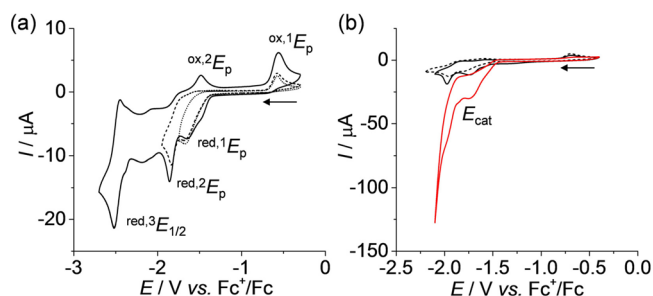 (a)
10
5
0
-5
-10
-15
-20
I / μA
ox,2Ep
ox,1Ep
red,1Ep
red,2Ep
red,3E1/2
-3
-2
-1
0
E / V vs. Fc+/Fc
(b)
0
-50
-100
-150
I / μA
Ecat
-2.0
-1.5
-1.0
-0.5
0.0
E / V vs. Fc+/Fc